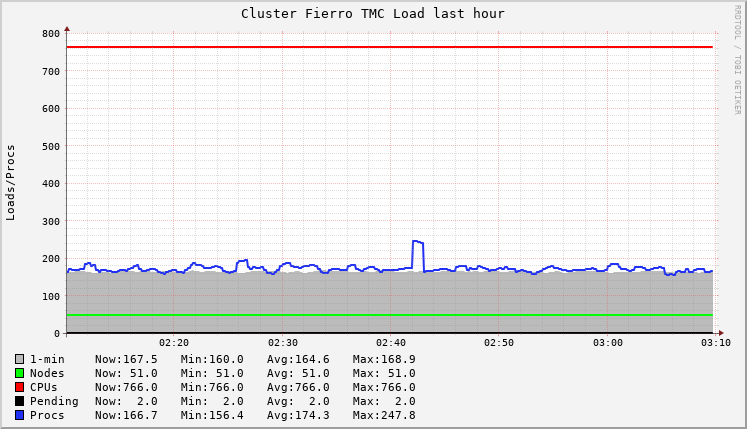 Cluster Fierro TMC Load last hour
RRDTOOL / TOBI OETIKER
Loads/Procs
800
700
600
500
400
300
200
100
0
02:20 02:30 02:40 02:50 03:00 03:10
1-min Now:167.5 Min:160.0 Avg:164.6 Max:168.9
Nodes Now: 51.0 Min: 51.0 Avg: 51.0 Max: 51.0
CPUs Now:766.0 Min:766.0 Avg:766.0 Max:766.0
Pending Now: 2.0 Min: 2.0 Avg: 2.0 Max: 2.0
Procs Now:166.7 Min:156.4 Avg:174.3 Max:247.8